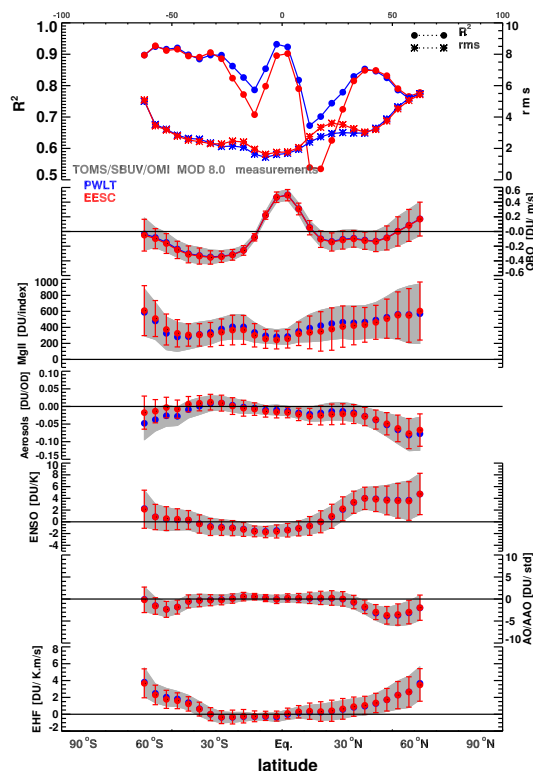 -100 -50 0 50 100
1.0 10
0.9 8
0.8 6
0.7 4
0.6 2
0.5 0
R²
rms
R²
rms
TOMS/SBUV/OMI MOD 8.0 measurements
PWLT
EESC
0.6
0.4
0.2
-0.0
-0.2
-0.4
-0.6
QBO [DU/ m/s]
1000
800
600
400
200
0
MgII [DU/index]
0.10
0.05
0.00
-0.05
-0.10
-0.15
Aerosols [DU/OD]
10
8
6
4
2
0
-2
-4
ENSO [DU/K]
10
5
0
-5
-10
AO/AAO [DU/ std]
8
6
4
2
0
-2
EHF [DU/ K.m/s]
90°S 60°S 30°S Eq. 30°N 60°N 90°N
latitude